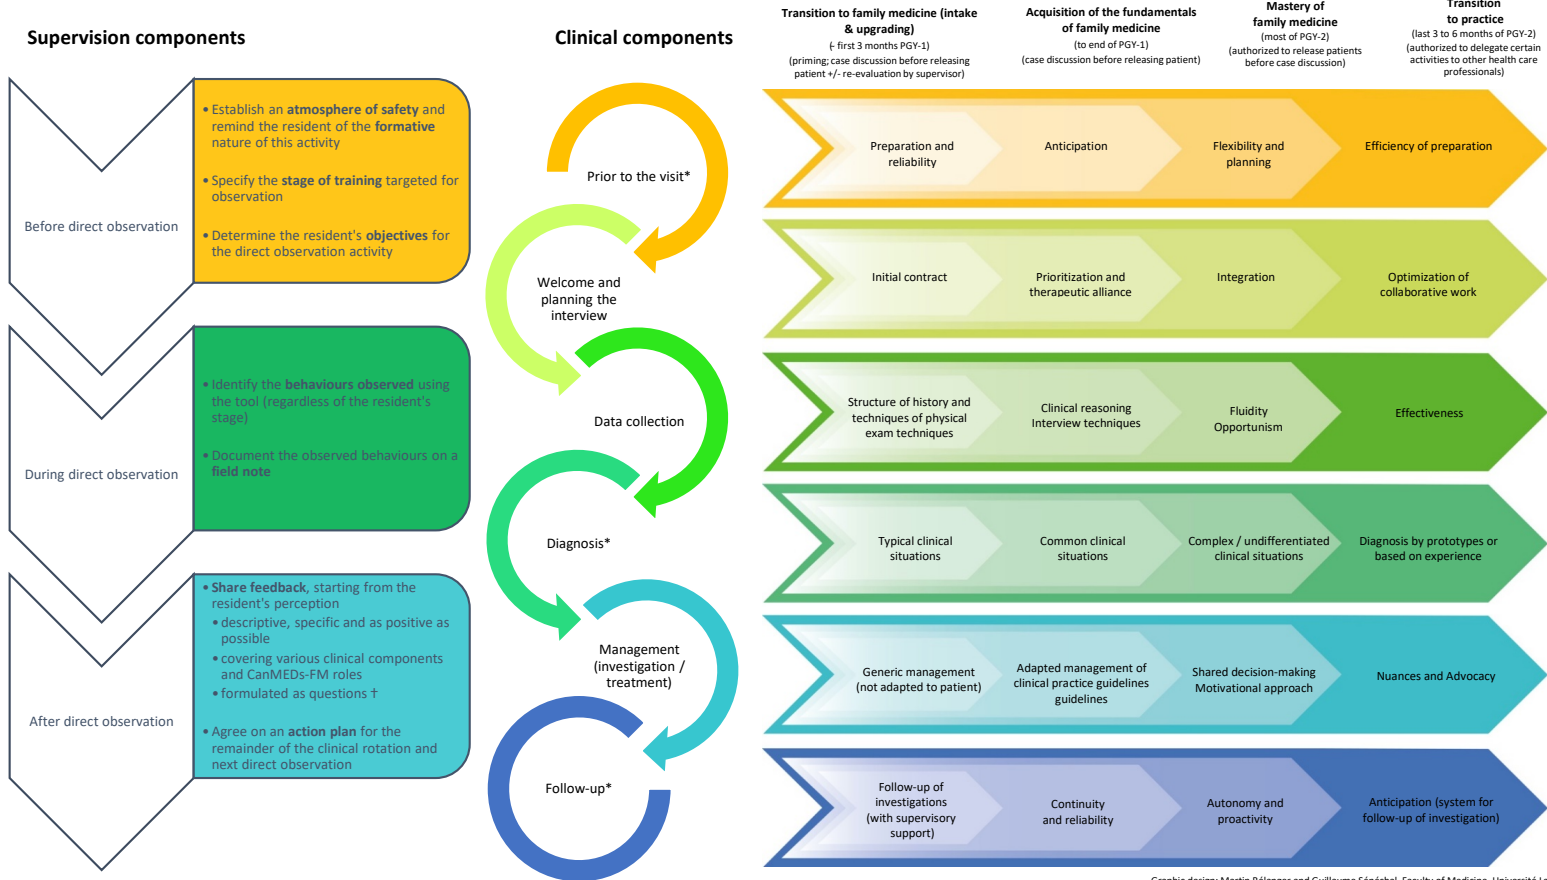 Supervision components
Before direct observation
• Establish an atmosphere of safety and
remind the resident of the formative
nature of this activity
• Specify the stage of training targeted for
observation
• Determine the resident's objectives for
the direct observation activity
During direct observation
• Identify the behaviours observed using
the tool (regardless of the resident's
stage)
• Document the observed behaviours on a
field note
After direct observation
• Share feedback, starting from the
resident's perception
• descriptive, specific and as positive as
possible
• covering various clinical components
and CanMEDs-FM roles
• formulated as questions †
• Agree on an action plan for the
remainder of the clinical rotation and
next direct observation
Clinical components
Prior to the visit*
Welcome and
planning the
interview
Data collection
Diagnosis*
Management
(investigation /
treatment)
Follow-up*
Transition to family medicine (intake
& upgrading)
(- first 3 months PGY-1)
(priming; case discussion before releasing
patient +/- re-evaluation by supervisor)
Acquisition of the fundamentals
of family medicine
(to end of PGY-1)
(case discussion before releasing patient)
Mastery of
family medicine
(most of PGY-2)
(authorized to release patients
before case discussion)
Transition
to practice
(last 3 to 6 months of PGY-2)
(authorized to delegate certain
activities to other health care
professionals)
Preparation and
reliability
Anticipation
Flexibility and
planning
Efficiency of preparation
Initial contract
Prioritization and
therapeutic alliance
Integration
Optimization of
collaborative work
Structure of history and
techniques of physical
exam techniques
Clinical reasoning
Interview techniques
Fluidity
Opportunism
Effectiveness
Typical clinical
situations
Common clinical
situations
Complex / undifferentiated
clinical situations
Diagnosis by prototypes or
based on experience
Generic management
(not adapted to patient)
Adapted management of
clinical practice guidelines
guidelines
Shared decision-making
Motivational approach
Nuances and Advocacy
Follow-up of
investigations
(with supervisory
support)
Continuity
and reliability
Autonomy and
proactivity
Anticipation (system for
follow-up of investigation)